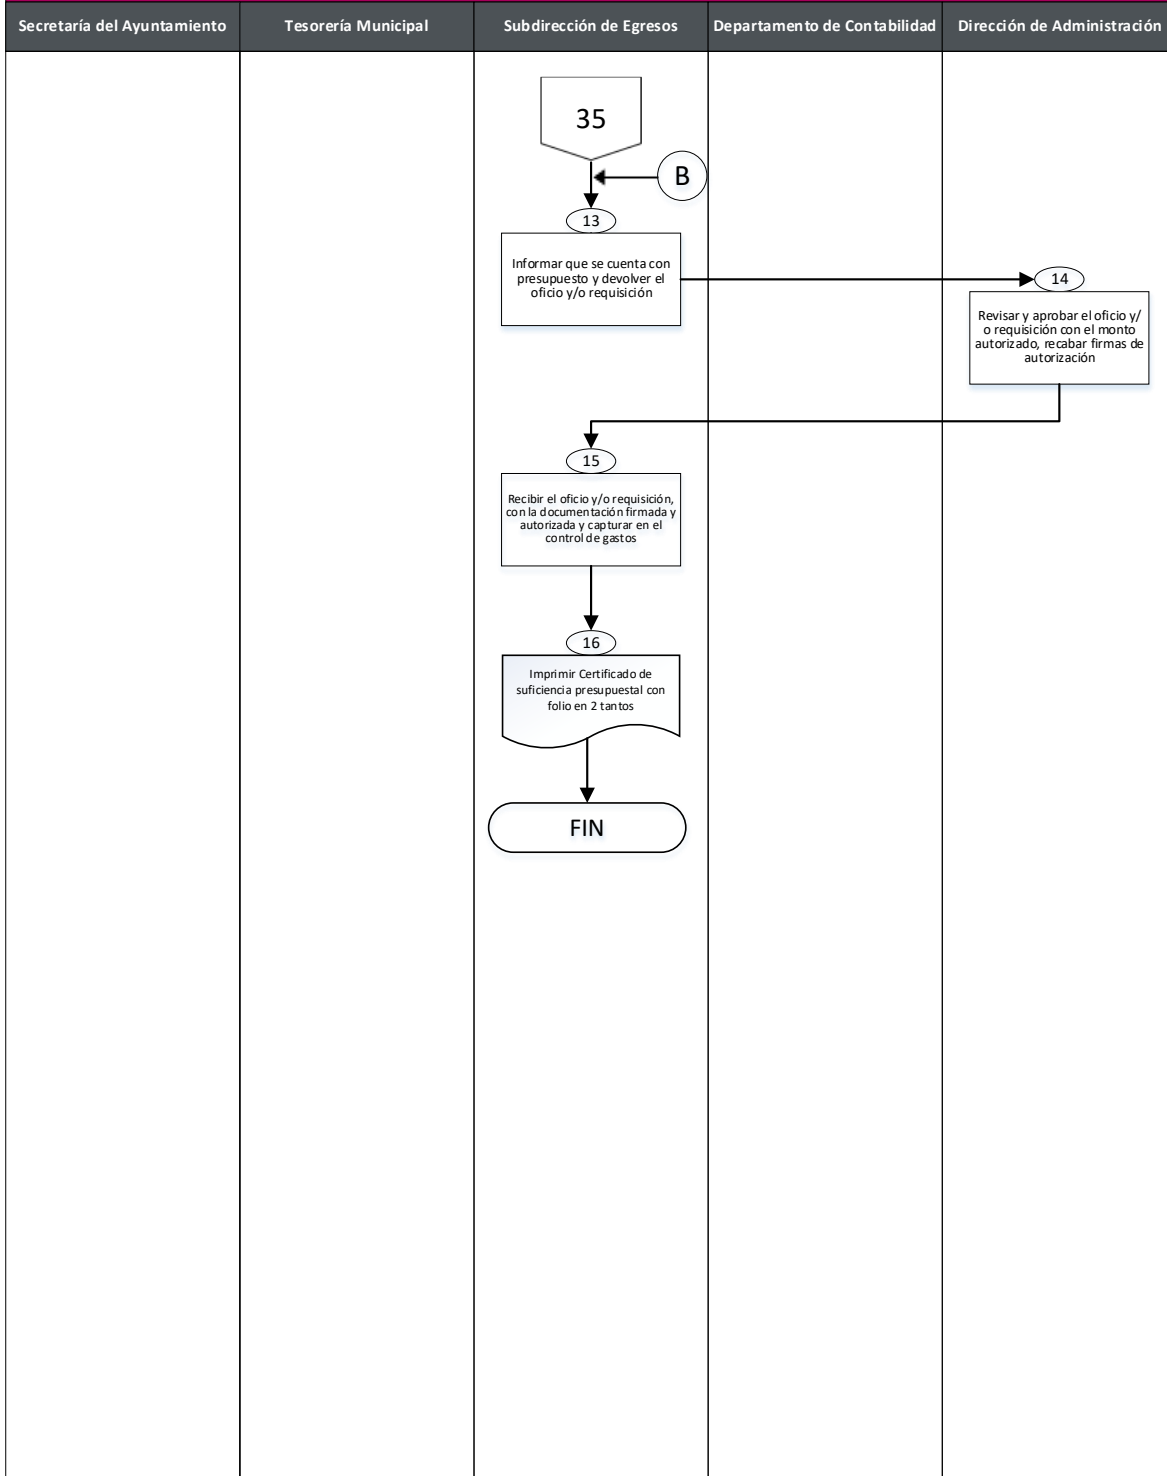 Secretaría del Ayuntamiento
Tesorería Municipal
Subdirección de Egresos
Departamento de Contabilidad
Dirección de Administración
35
B
13
Informar que se cuenta con
presupuesto y devolver el
oficio y/o requisición
14
Revisar y aprobar el oficio y/
o requisición con el monto
autorizado, recabar firmas de
autorización
15
Recibir el oficio y/o requisición,
con la documentación firmada y
autorizada y capturar en el
control de gastos
16
Imprimir Certificado de
suficiencia presupuestal con
folio en 2 tantos
FIN